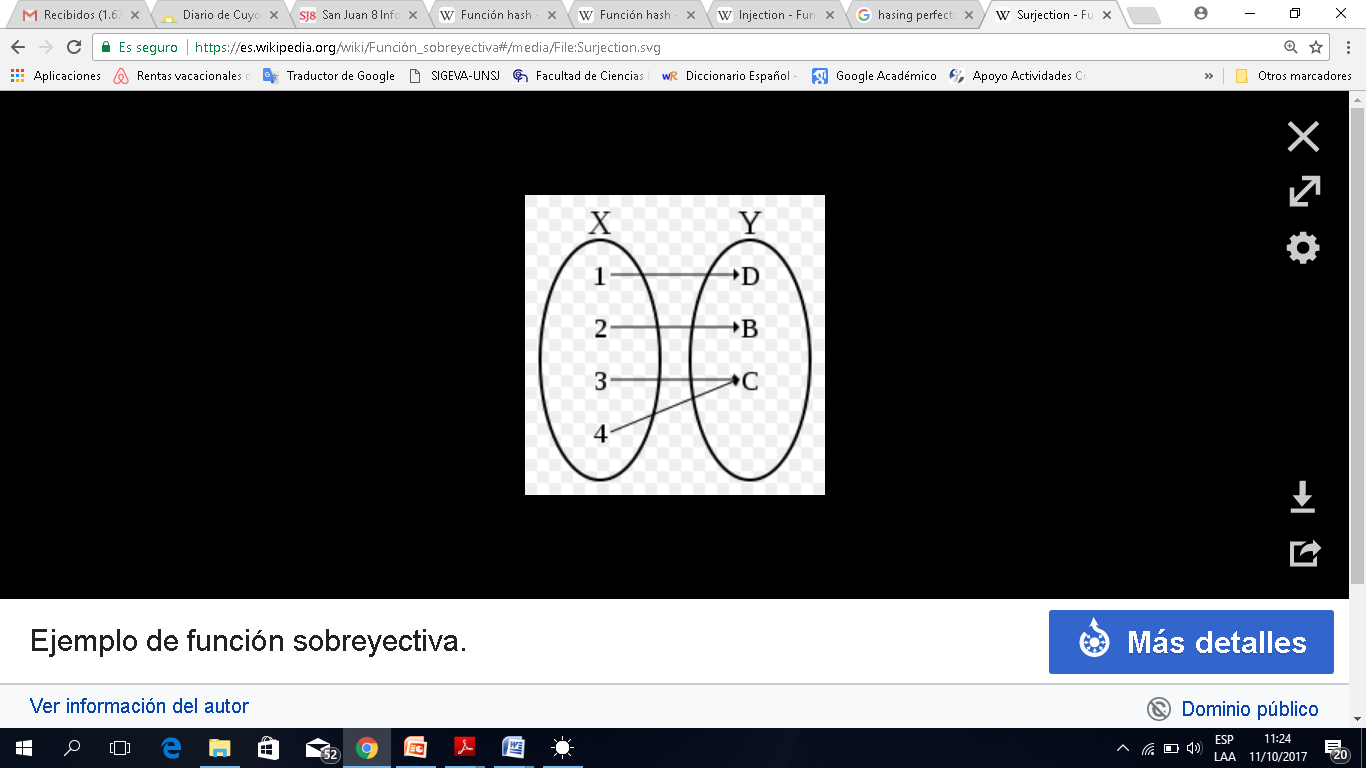 Recibidos (1.67
Diario de Cuyo
SJ8 San Juan 8 Info
Función hash -
Función hash -
Injection - Fun
hasing perfect
Surjection - Fu
Es seguro https://es.wikipedia.org/wiki/Función_sobreyectiva#/media/File:Surjection.svg
Aplicaciones Rentas vacacionales Traductor de Google SIGEVA-UNSJ Facultad de Ciencias wR Diccionario Español - Google Académico Apoyo Actividades » Otros marcadores
X Y
1 D
2 B
3 C
4
Ejemplo de función sobreyectiva.
Más detalles
Ver información del autor
Dominio público
52
ESP
LAA
11:24
11/10/2017
20